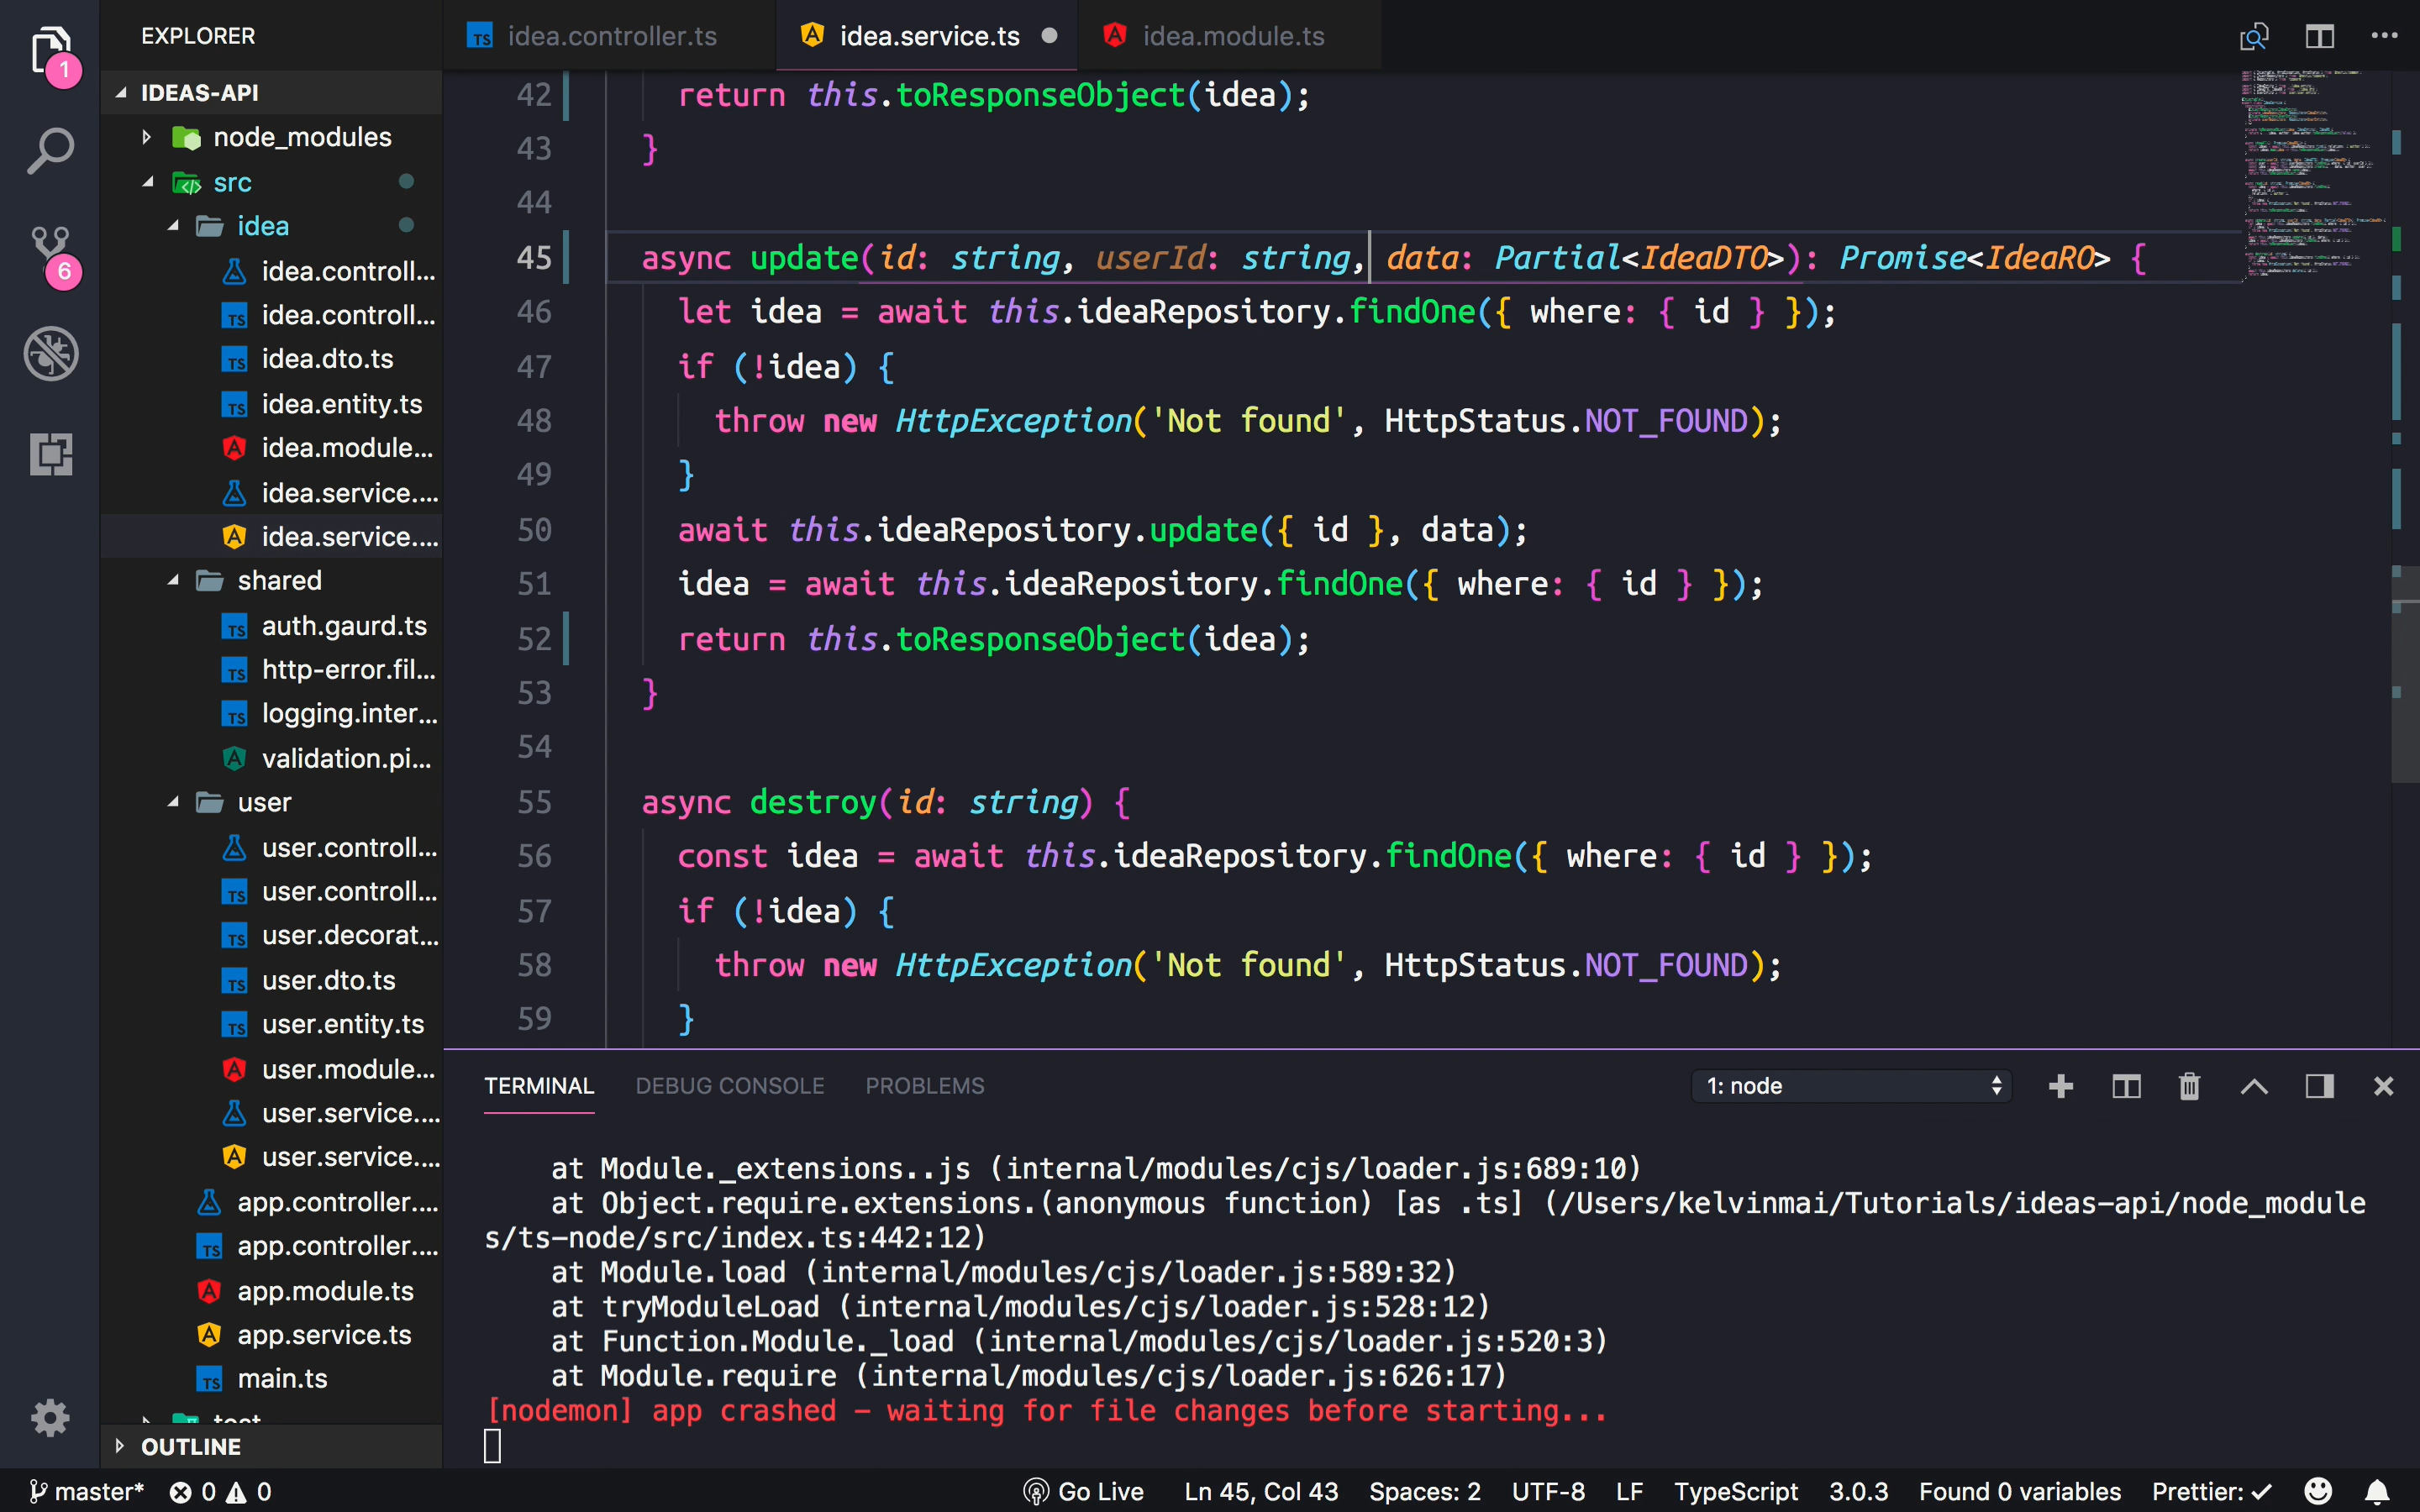 EXPLORER
IDEAS-API
node_modules
src
idea
idea.controll...
idea.controll...
idea.dto.ts
idea.entity.ts
idea.module...
idea.service....
idea.service....
shared
auth.gaurd.ts
http-error.fil...
logging.inter...
validation.pi...
user
user.controll...
user.controll...
user.decorat...
user.dto.ts
user.entity.ts
user.module...
user.service....
user.service....
app.controller....
app.controller....
app.module.ts
app.service.ts
main.ts
test
OUTLINE
1
6
idea.controller.ts
idea.service.ts
idea.module.ts
42 return this.toResponseObject(idea);
43 }
44
45 async update(id: string, userId: string, data: Partial<IdeaDTO>): Promise<IdeaRO> {
46 let idea = await this.ideaRepository.findOne({ where: { id } });
47 if (!idea) {
48 throw new HttpException('Not found', HttpStatus.NOT_FOUND);
49 }
50 await this.ideaRepository.update({ id }, data);
51 idea = await this.ideaRepository.findOne({ where: { id } });
52 return this.toResponseObject(idea);
53 }
54
55 async destroy(id: string) {
56 const idea = await this.ideaRepository.findOne({ where: { id } });
57 if (!idea) {
58 throw new HttpException('Not found', HttpStatus.NOT_FOUND);
59 }
TERMINAL DEBUG CONSOLE PROBLEMS 1: node
at Module._extensions..js (internal/modules/cjs/loader.js:689:10)
at Object.require.extensions.(anonymous function) [as .ts] (/Users/kelvinmai/Tutorials/ideas-api/node_module
s/ts-node/src/index.ts:442:12)
at Module.load (internal/modules/cjs/loader.js:589:32)
at tryModuleLoad (internal/modules/cjs/loader.js:528:12)
at Function.Module._load (internal/modules/cjs/loader.js:520:3)
at Module.require (internal/modules/cjs/loader.js:626:17)
[nodemon] app crashed - waiting for file changes before starting...
master* 0 0 Go Live Ln 45, Col 43 Spaces: 2 UTF-8 LF TypeScript 3.0.3 Found 0 variables Prettier: ✓